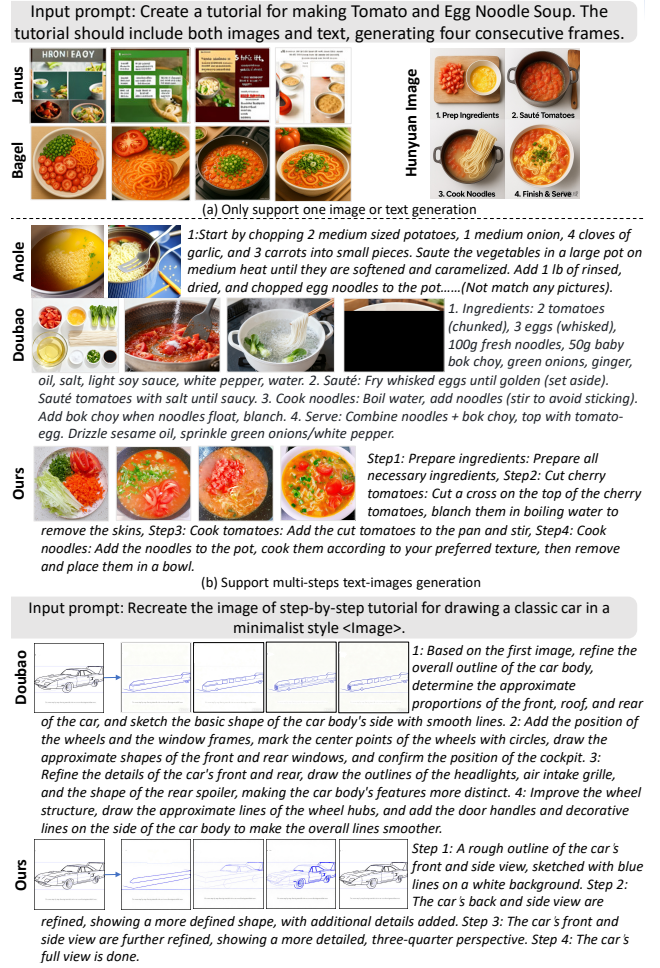 Input prompt: Create a tutorial for making Tomato and Egg Noodle Soup. The
tutorial should include both images and text, generating four consecutive frames.
Janus
HRONI FAOY
Bagel
Hunyuan Image
1. Prep Ingredients
2. Sauté Tomatoes
3. Cook Noodles
4. Finish & Serve
(a) Only support one image or text generation
Anole
1:Start by chopping 2 medium sized potatoes, 1 medium onion, 4 cloves of
garlic, and 3 carrots into small pieces. Saute the vegetables in a large pot on
medium heat until they are softened and caramelized. Add 1 lb of rinsed,
dried, and chopped egg noodles to the pot......(Not match any pictures).
Doubao
1. Ingredients: 2 tomatoes
(chunked), 3 eggs (whisked),
100g fresh noodles, 50g baby
bok choy, green onions, ginger,
oil, salt, light soy sauce, white pepper, water. 2. Sauté: Fry whisked eggs until golden (set aside).
Sauté tomatoes with salt until saucy. 3. Cook noodles: Boil water, add noodles (stir to avoid sticking).
Add bok choy when noodles float, blanch. 4. Serve: Combine noodles + bok choy, top with tomato-
egg. Drizzle sesame oil, sprinkle green onions/white pepper.
Ours
Step1: Prepare ingredients: Prepare all
necessary ingredients, Step2: Cut cherry
tomatoes: Cut a cross on the top of the cherry
tomatoes, blanch them in boiling water to
remove the skins, Step3: Cook tomatoes: Add the cut tomatoes to the pan and stir, Step4: Cook
noodles: Add the noodles to the pot, cook them according to your preferred texture, then remove
and place them in a bowl.
(b) Support multi-steps text-images generation
Input prompt: Recreate the image of step-by-step tutorial for drawing a classic car in a
minimalist style <Image>.
Doubao
1: Based on the first image, refine the
overall outline of the car body,
determine the approximate
proportions of the front, roof, and rear
of the car, and sketch the basic shape of the car body's side with smooth lines. 2: Add the position of
the wheels and the window frames, mark the center points of the wheels with circles, draw the
approximate shapes of the front and rear windows, and confirm the position of the cockpit. 3:
Refine the details of the car's front and rear, draw the outlines of the headlights, air intake grille,
and the shape of the rear spoiler, making the car body's features more distinct. 4: Improve the wheel
structure, draw the approximate lines of the wheel hubs, and add the door handles and decorative
lines on the side of the car body to make the overall lines smoother.
Ours
Step 1: A rough outline of the car's
front and side view, sketched with blue
lines on a white background. Step 2:
The car's back and side view are
refined, showing a more defined shape, with additional details added. Step 3: The car's front and
side view are further refined, showing a more detailed, three-quarter perspective. Step 4: The car's
full view is done.